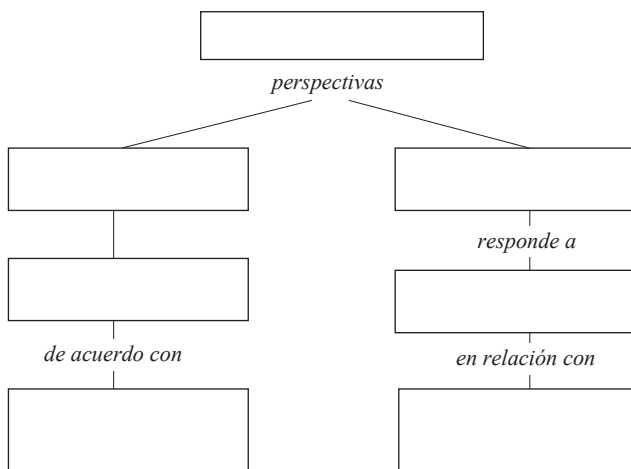 perspectivas
responde a
de acuerdo con
en relación con